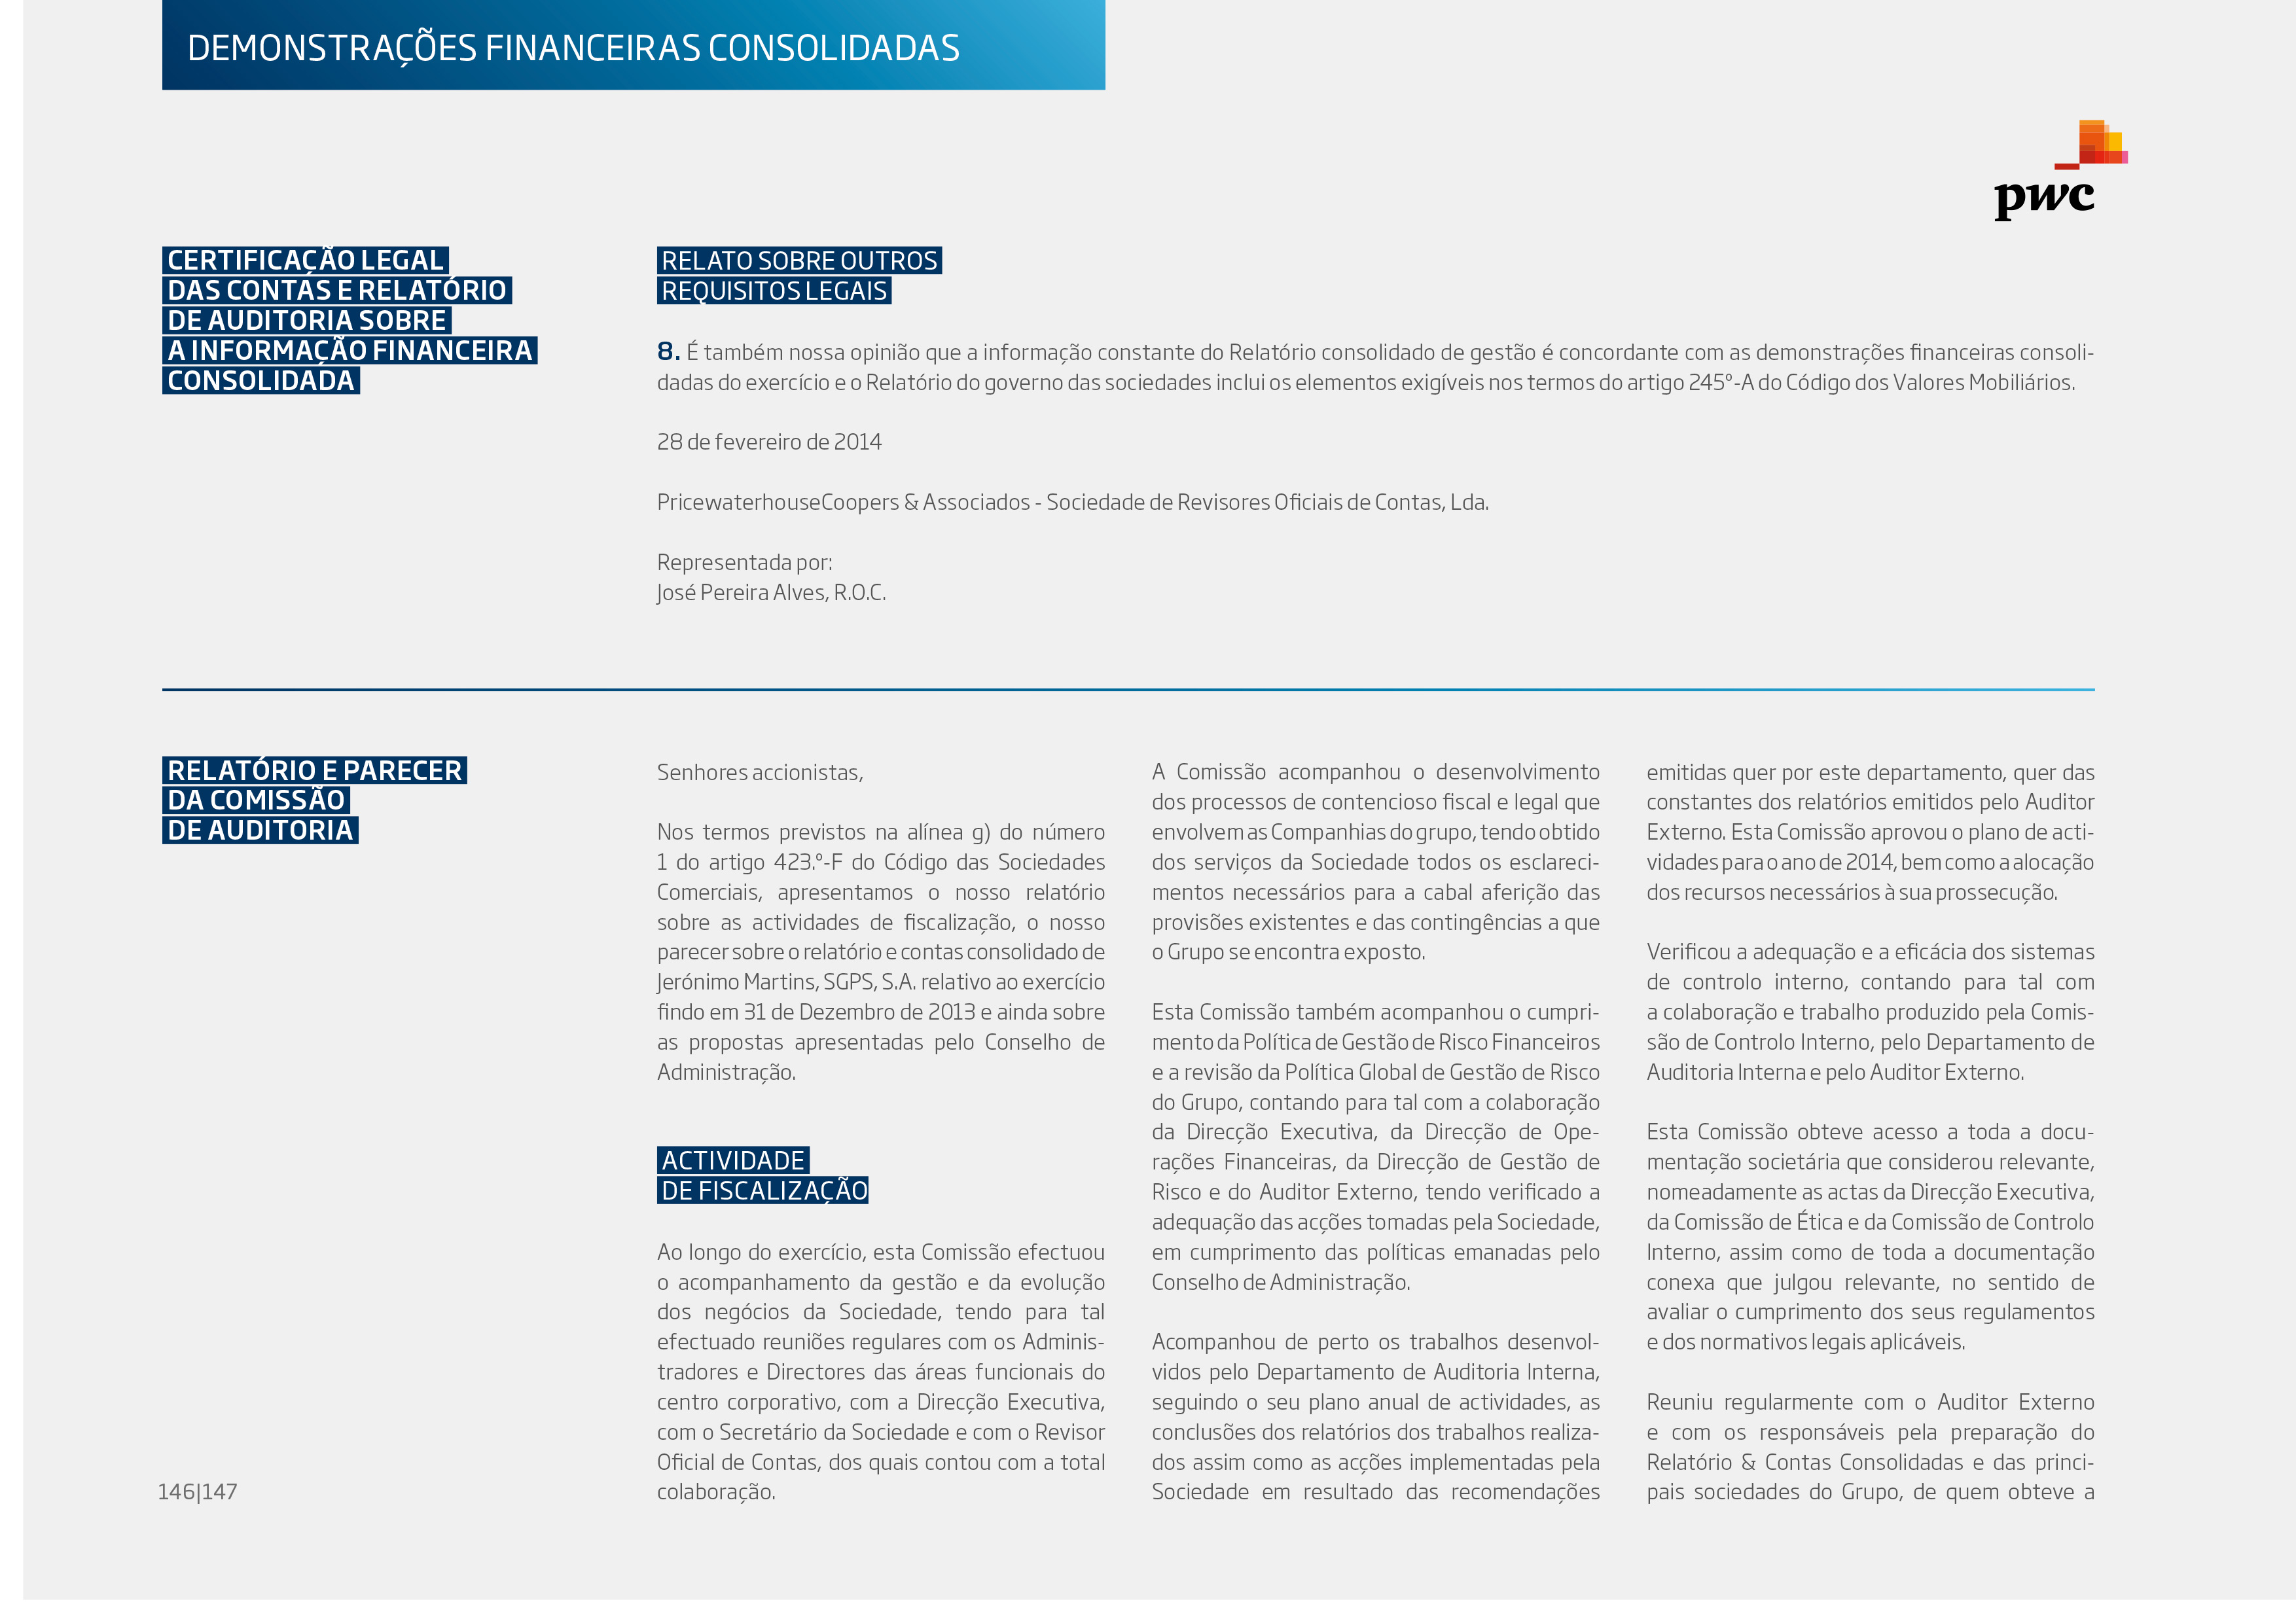 DEMONSTRAÇÕES FINANCEIRAS CONSOLIDADAS
pwc
CERTIFICAÇÃO LEGAL
DAS CONTAS E RELATÓRIO
DE AUDITORIA SOBRE
A INFORMAÇÃO FINANCEIRA
CONSOLIDADA
RELATO SOBRE OUTROS
REQUISITOS LEGAIS
8. É também nossa opinião que a informação constante do Relatório consolidado de gestão é concordante com as demonstrações financeiras consoli-
dadas do exercício e o Relatório do governo das sociedades inclui os elementos exigíveis nos termos do artigo 245º-A do Código dos Valores Mobiliários.
28 de fevereiro de 2014
PricewaterhouseCoopers & Associados - Sociedade de Revisores Oficiais de Contas, Lda.
Representada por:
José Pereira Alves, R.O.C.
RELATÓRIO E PARECER
DA COMISSÃO
DE AUDITORIA
Senhores accionistas,
Nos termos previstos na alínea g) do número
1 do artigo 423.º-F do Código das Sociedades
Comerciais, apresentamos o nosso relatório
sobre as actividades de fiscalização, o nosso
parecer sobre o relatório e contas consolidado de
Jerónimo Martins, SGPS, S.A. relativo ao exercício
findo em 31 de Dezembro de 2013 e ainda sobre
as propostas apresentadas pelo Conselho de
Administração.
ACTIVIDADE
DE FISCALIZAÇÃO
Ao longo do exercício, esta Comissão efectuou
o acompanhamento da gestão e da evolução
dos negócios da Sociedade, tendo para tal
efectuado reuniões regulares com os Adminis-
tradores e Directores das áreas funcionais do
centro corporativo, com a Direcção Executiva,
com o Secretário da Sociedade e com o Revisor
Oficial de Contas, dos quais contou com a total
colaboração.
A Comissão acompanhou o desenvolvimento
dos processos de contencioso fiscal e legal que
envolvem as Companhias do grupo, tendo obtido
dos serviços da Sociedade todos os esclareci-
mentos necessários para a cabal aferição das
provisões existentes e das contingências a que
o Grupo se encontra exposto.
Esta Comissão também acompanhou o cumpri-
mento da Política de Gestão de Risco Financeiros
e a revisão da Política Global de Gestão de Risco
do Grupo, contando para tal com a colaboração
da Direcção Executiva, da Direcção de Ope-
rações Financeiras, da Direcção de Gestão de
Risco e do Auditor Externo, tendo verificado a
adequação das acções tomadas pela Sociedade,
em cumprimento das políticas emanadas pelo
Conselho de Administração.
Acompanhou de perto os trabalhos desenvol-
vidos pelo Departamento de Auditoria Interna,
seguindo o seu plano anual de actividades, as
conclusões dos relatórios dos trabalhos realiza-
dos assim como as acções implementadas pela
Sociedade em resultado das recomendações
emitidas quer por este departamento, quer das
constantes dos relatórios emitidos pelo Auditor
Externo. Esta Comissão aprovou o plano de acti-
vidades para o ano de 2014, bem como a alocação
dos recursos necessários à sua prossecução.
Verificou a adequação e a eficácia dos sistemas
de controlo interno, contando para tal com
a colaboração e trabalho produzido pela Comis-
são de Controlo Interno, pelo Departamento de
Auditoria Interna e pelo Auditor Externo.
Esta Comissão obteve acesso a toda a docu-
mentação societária que considerou relevante,
nomeadamente as actas da Direcção Executiva,
da Comissão de Ética e da Comissão de Controlo
Interno, assim como de toda a documentação
conexa que julgou relevante, no sentido de
avaliar o cumprimento dos seus regulamentos
e dos normativos legais aplicáveis.
Reuniu regularmente com o Auditor Externo
e com os responsáveis pela preparação do
Relatório & Contas Consolidadas e das princi-
pais sociedades do Grupo, de quem obteve a
146|147